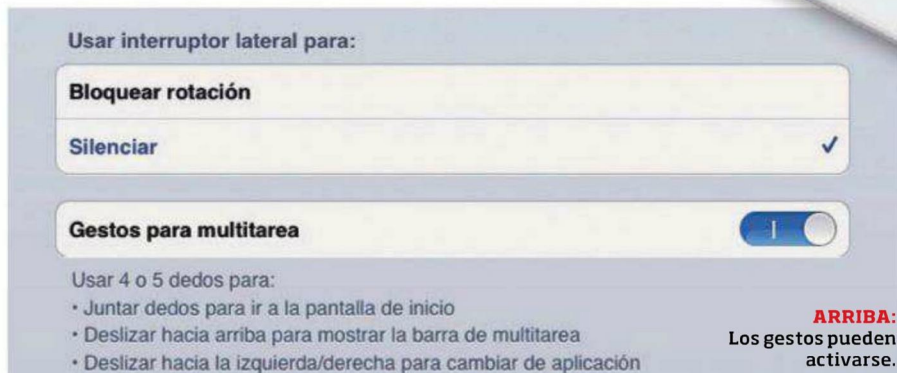 Usar interruptor lateral para:
Bloquear rotación
Silenciar
Gestos para multitarea
Usar 4 o 5 dedos para:
• Juntar dedos para ir a la pantalla de inicio
• Deslizar hacia arriba para mostrar la barra de multitarea
• Deslizar hacia la izquierda/derecha para cambiar de aplicación
ARRIBA:
Los gestos pueden
activarse.